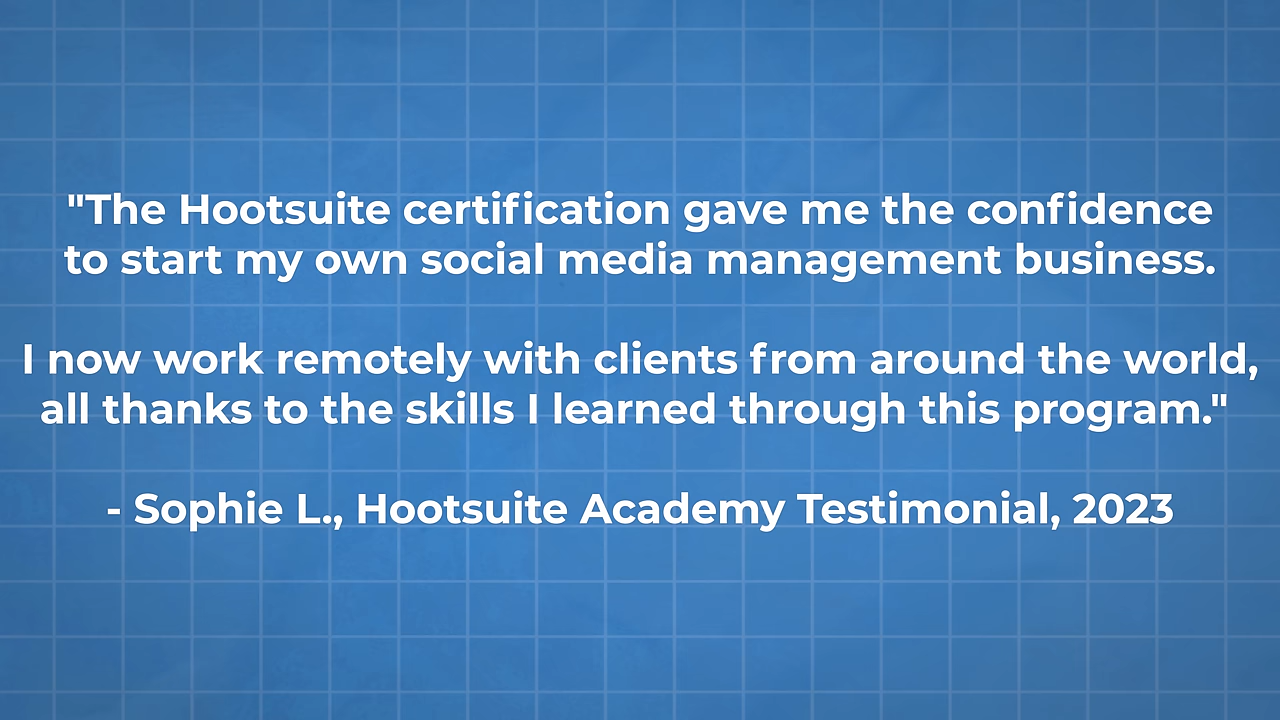 "The Hootsuite certification gave me the confidence
to start my own social media management business.
I now work remotely with clients from around the world,
all thanks to the skills I learned through this program."
- Sophie L., Hootsuite Academy Testimonial, 2023